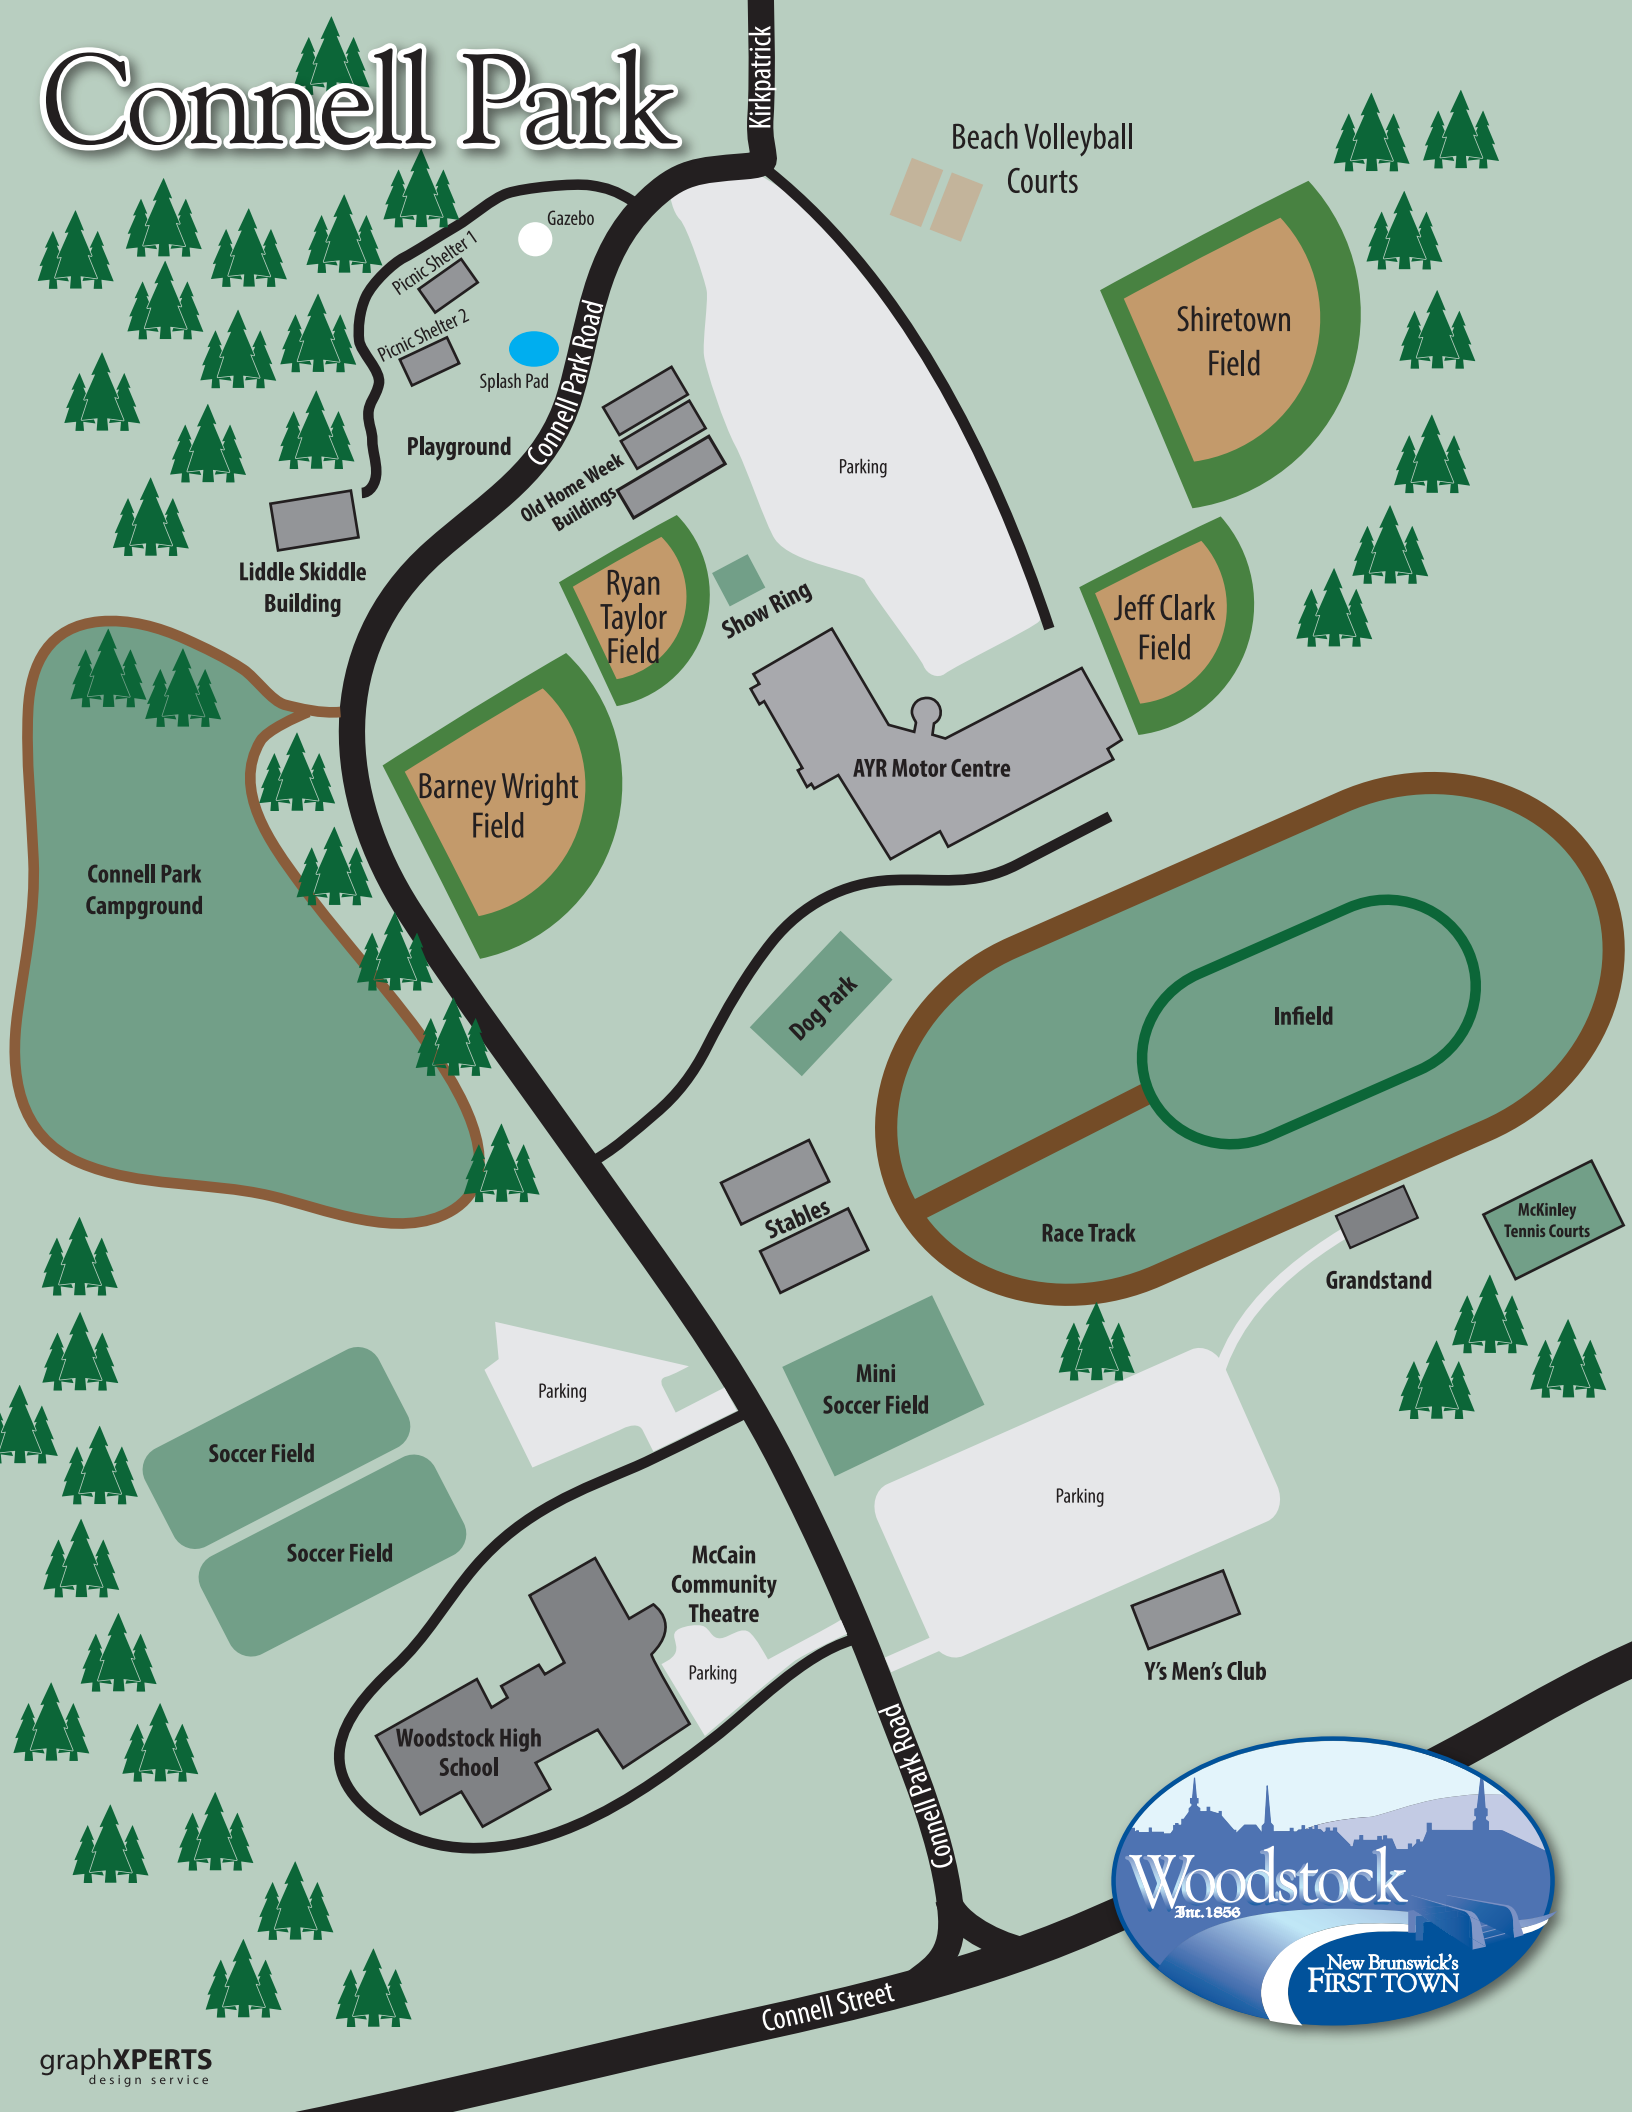 Connell Park
Kirkpatrick
Beach Volleyball
Courts
Gazebo
Picnic Shelter 1
Picnic Shelter 2
Splash Pad
Connell Park Road
Playground
Old Home Week
Buildings
Parking
Shiretown
Field
Liddle Skiddle
Building
Ryan
Taylor
Field
Show Ring
Jeff Clark
Field
Barney Wright
Field
AYR Motor Centre
Connell Park
Campground
Dog Park
Infield
Stables
Race Track
McKinley
Tennis Courts
Grandstand
Parking
Mini
Soccer Field
Soccer Field
Soccer Field
Parking
McCain
Community
Theatre
Parking
Y's Men's Club
Woodstock High
School
Connell Park Road
Connell Street
Woodstock
Inc.1856
New Brunswick's
FIRST TOWN
graphXPERTS
design service